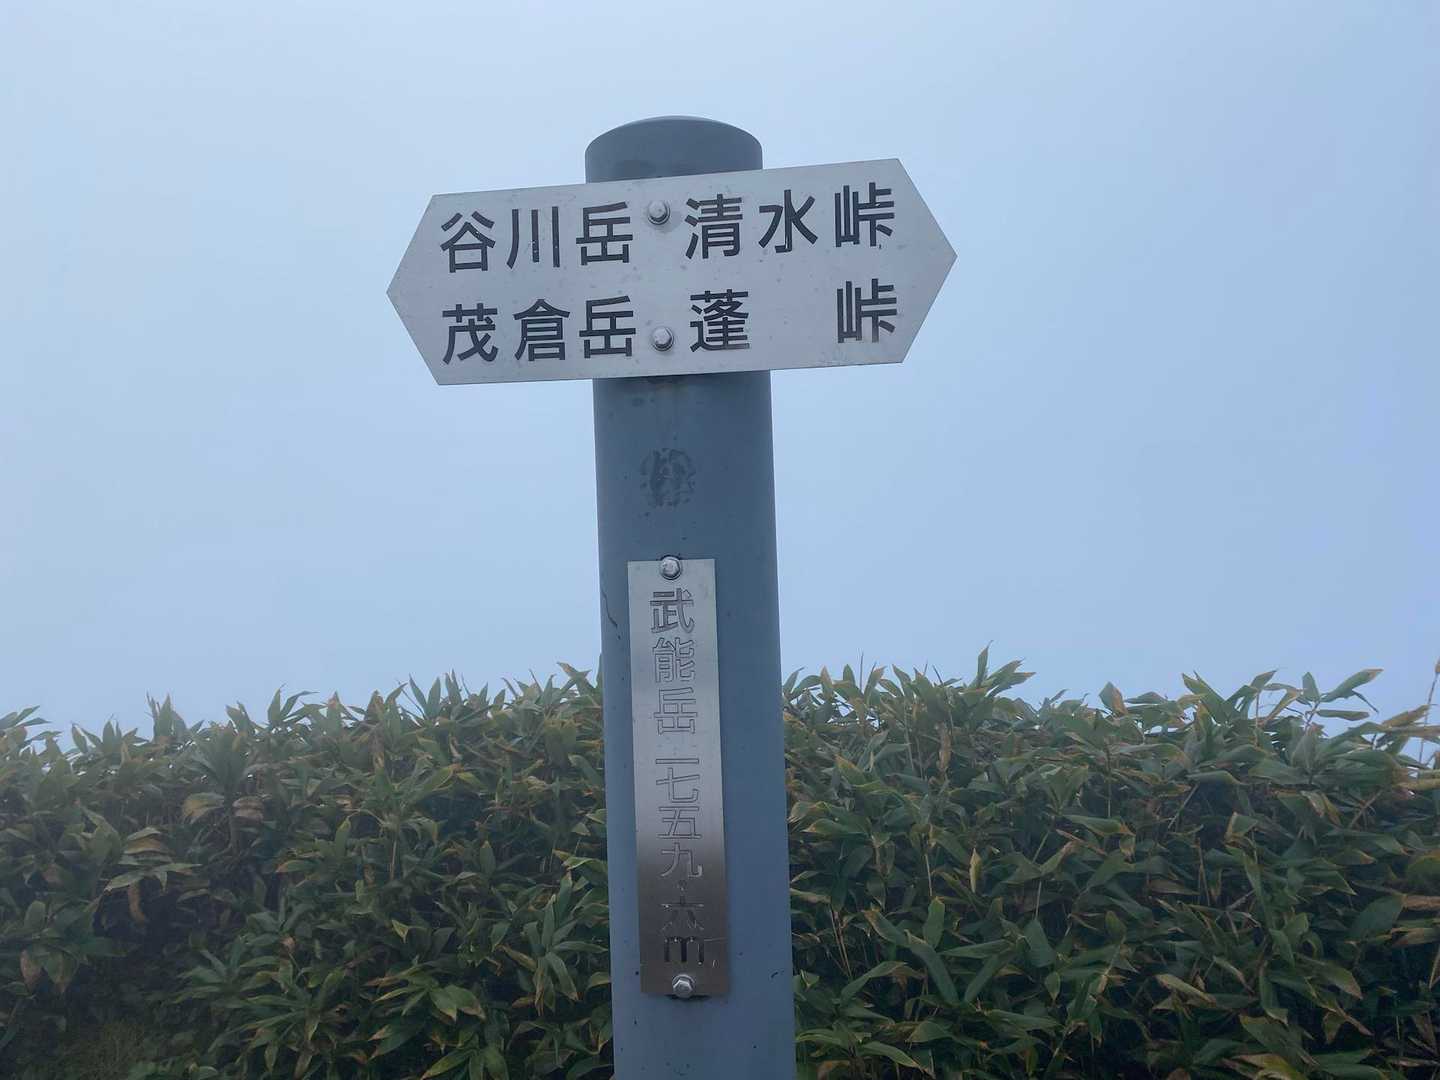 谷川岳 清水峠
茂倉岳 蓬 峠
武能岳 一七五九・六m